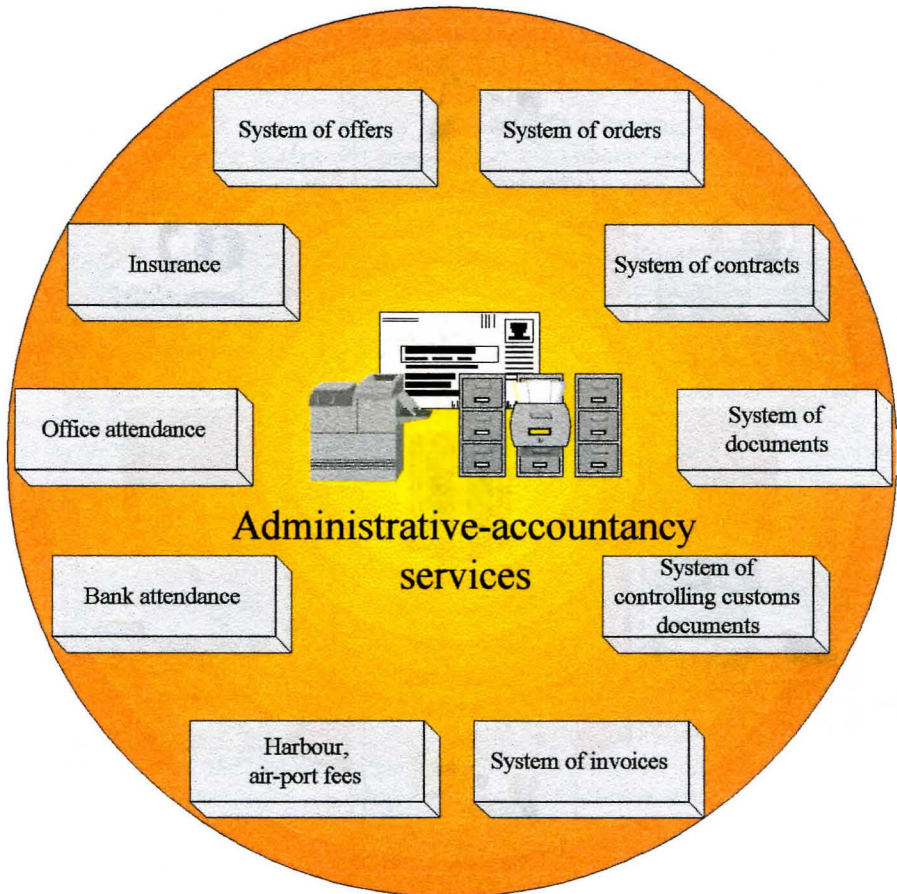 System of offers
System of orders
Insurance
System of contracts
Office attendance
System of
documents
Administrative-accountancy
services
Bank attendance
System of
controlling customs
documents
Harbour,
air-port fees
System of invoices